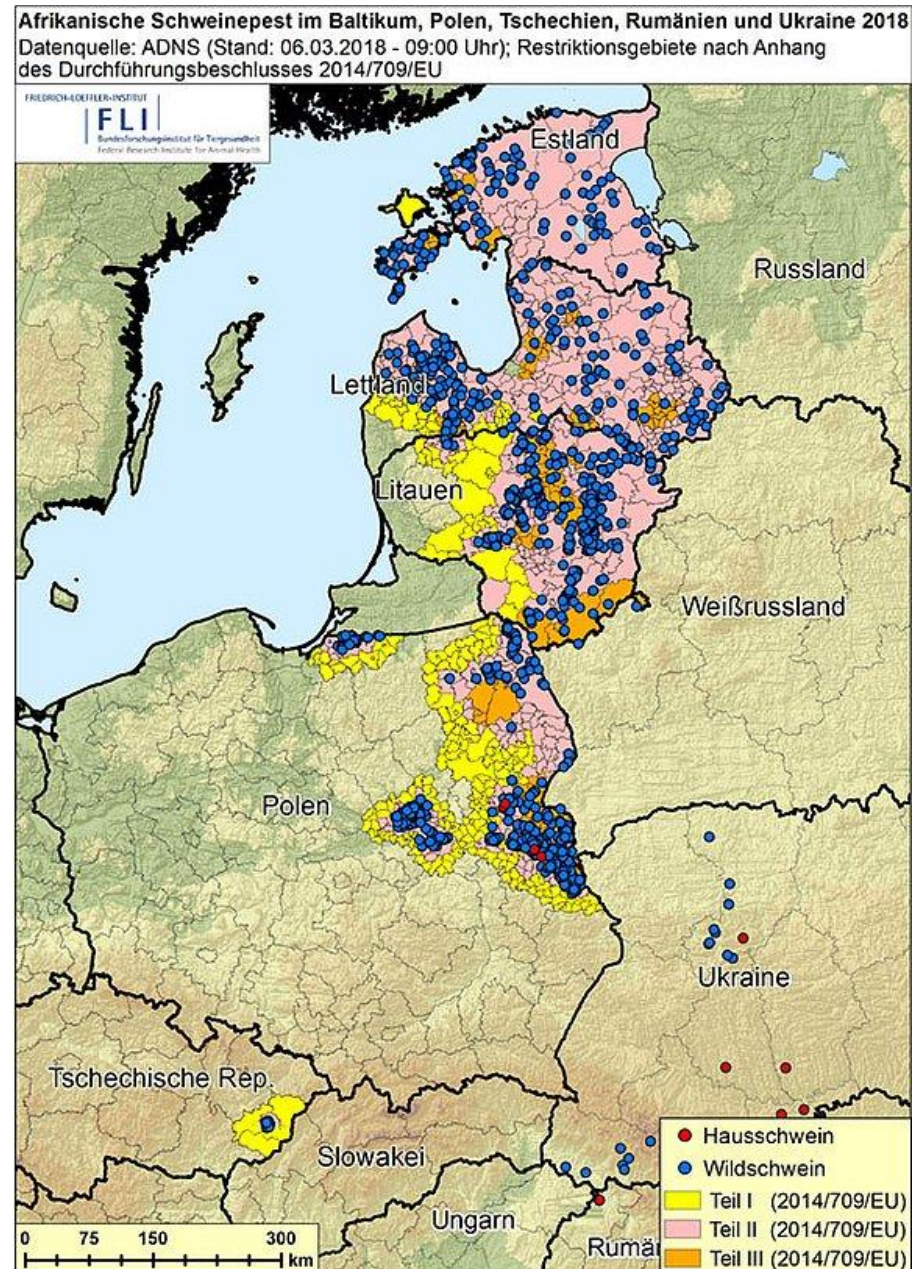 Afrikanische Schweinepest im Baltikum, Polen, Tschechien, Rumänien und Ukraine 2018
Datenquelle: ADNS (Stand: 06.03.2018 - 09:00 Uhr); Restriktionsgebiete nach Anhang
des Durchführungsbeschlusses 2014/709/EU
FRIEDRICH-LOEFFLER-INSTITUT
FLI
Bundesforschungsinstitut für Tiergesundheit
Federal Research Institute for Animal Health
Estland
Russland
Lettland
Litauen
Weißrussland
Polen
Ukraine
Tschechische Rep.
Slowakei
Ungarn
Rumä
Hausschwein
Wildschwein
Teil I (2014/709/EU)
Teil II (2014/709/EU)
Teil III (2014/709/EU)
0 75 150 300
km